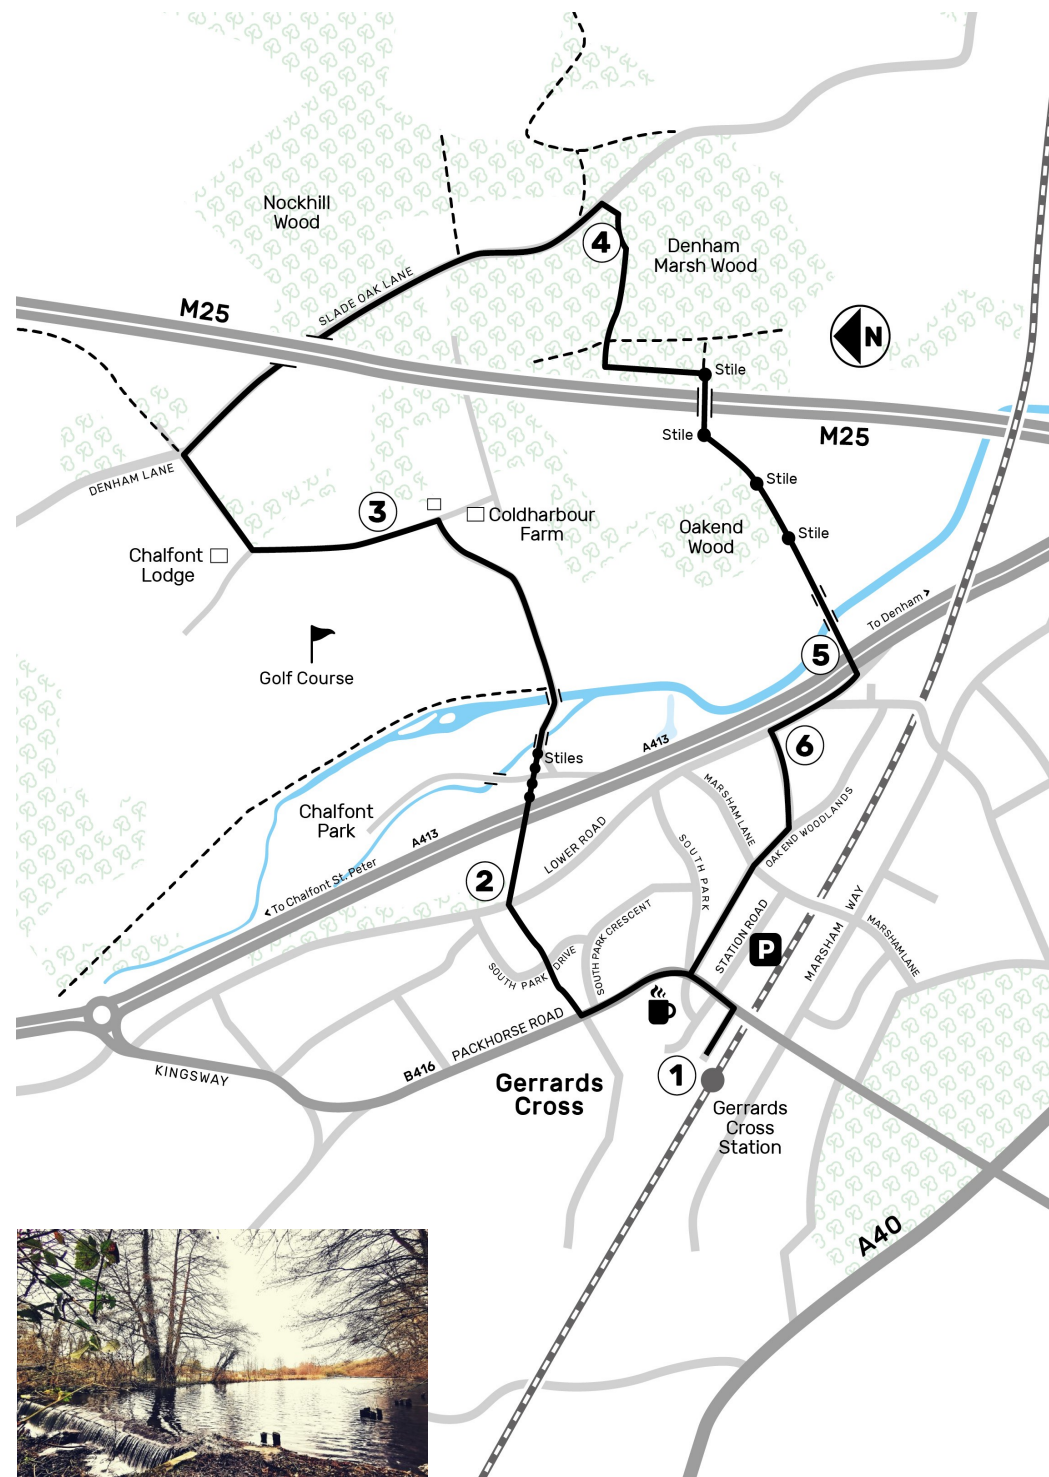 Nockhill
Wood
4
Denham
Marsh Wood
SLADE OAK LANE
M25
N
Stile
Stile
M25
DENHAM LANE
Stile
3
Coldharbour
Farm
Oakend
Wood
Stile
Chalfont
Lodge
To Denham >
5
Golf Course
6
A413
Stiles
MARSHAM LANE
Chalfont
Park
OAK END WOODLANDS
A413
LOWER ROAD
SOUTH PARK
2
< To Chalfont St. Peter
SOUTH PARK CRESCENT
STATION ROAD
MARSHAM WAY
MARSHAM LANE
P
SOUTH PARK DRIVE
PACKHORSE ROAD
B416
KINGSWAY
1
Gerrards
Cross
Gerrards
Cross
Station
A40